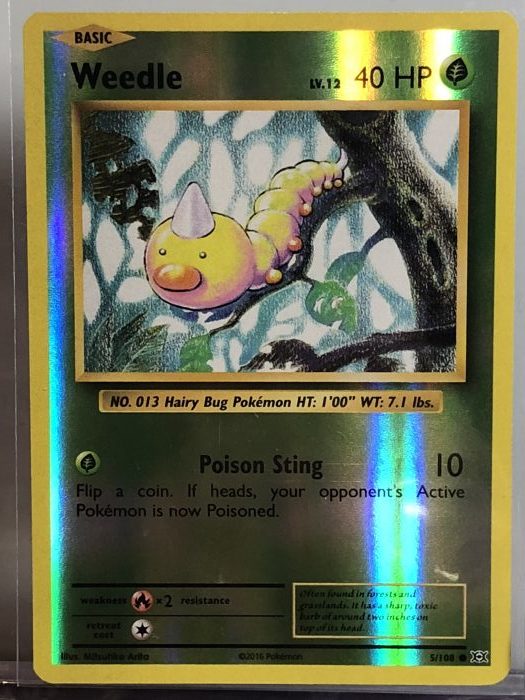 BASIC
Weedle LV.12 40 HP
NO. 013 Hairy Bug Pokémon HT: 1'00" WT: 7.1 lbs.
Poison Sting 10
Flip a coin. If heads, your opponent's Active
Pokémon is now Poisoned.
weakness ×2 resistance
retreat
cost
Often found in forests and
grasslands. It has a sharp, toxic
barb of around two inches on
top of its head.
Illus. Mitsuhiro Arita ©2016 Pokémon 5/108